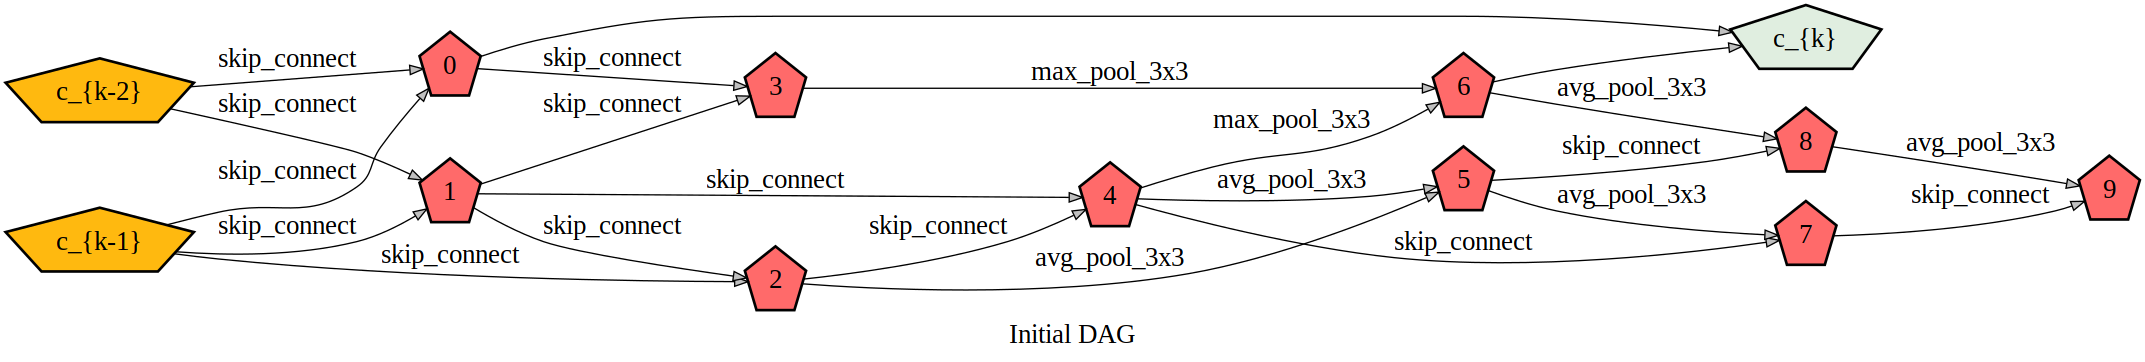 c_{k-2}
c_{k-1}
skip_connect
skip_connect
skip_connect
skip_connect
skip_connect
0
1
skip_connect
skip_connect
skip_connect
skip_connect
2
3
skip_connect
avg_pool_3x3
max_pool_3x3
4
max_pool_3x3
avg_pool_3x3
skip_connect
5
6
c_{k}
avg_pool_3x3
skip_connect
avg_pool_3x3
7
8
avg_pool_3x3
skip_connect
9
Initial DAG